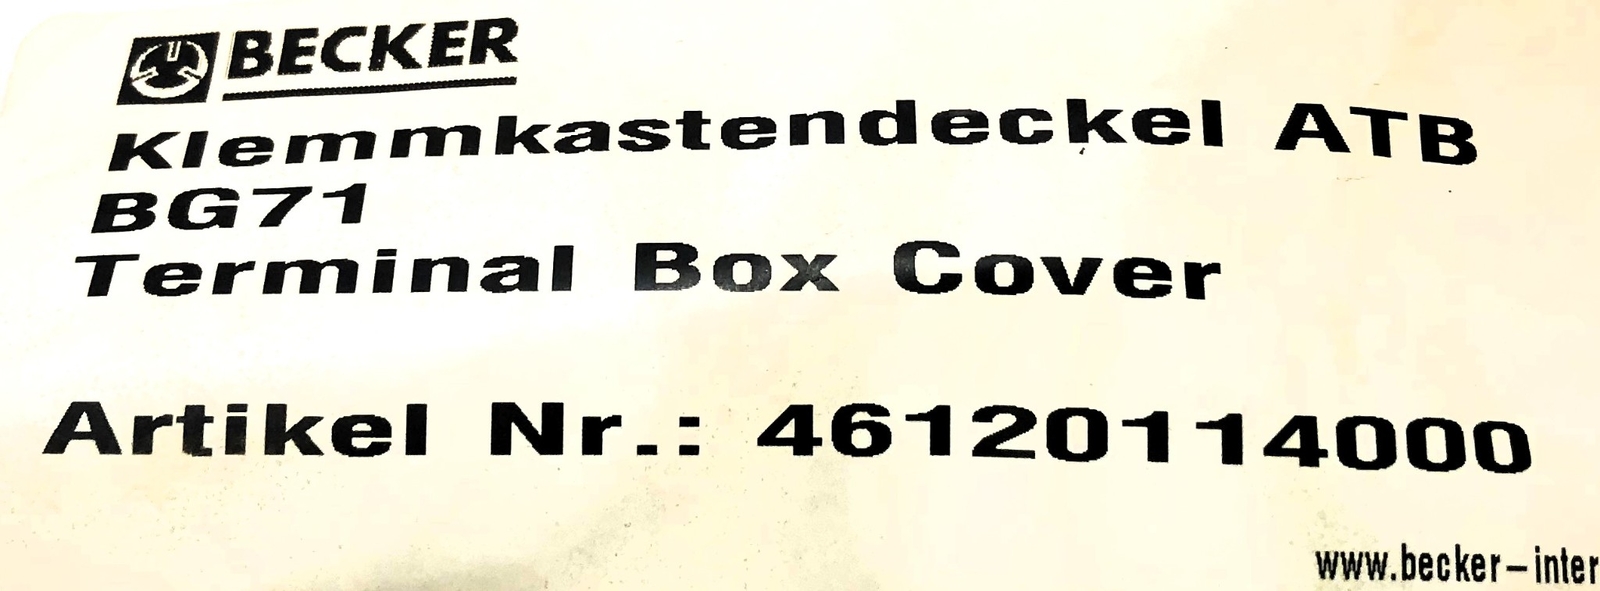 BECKER
Klemmkastendeckel ATB
BG71
Terminal Box Cover
Artikel Nr.: 46120114000
www.becker-inter